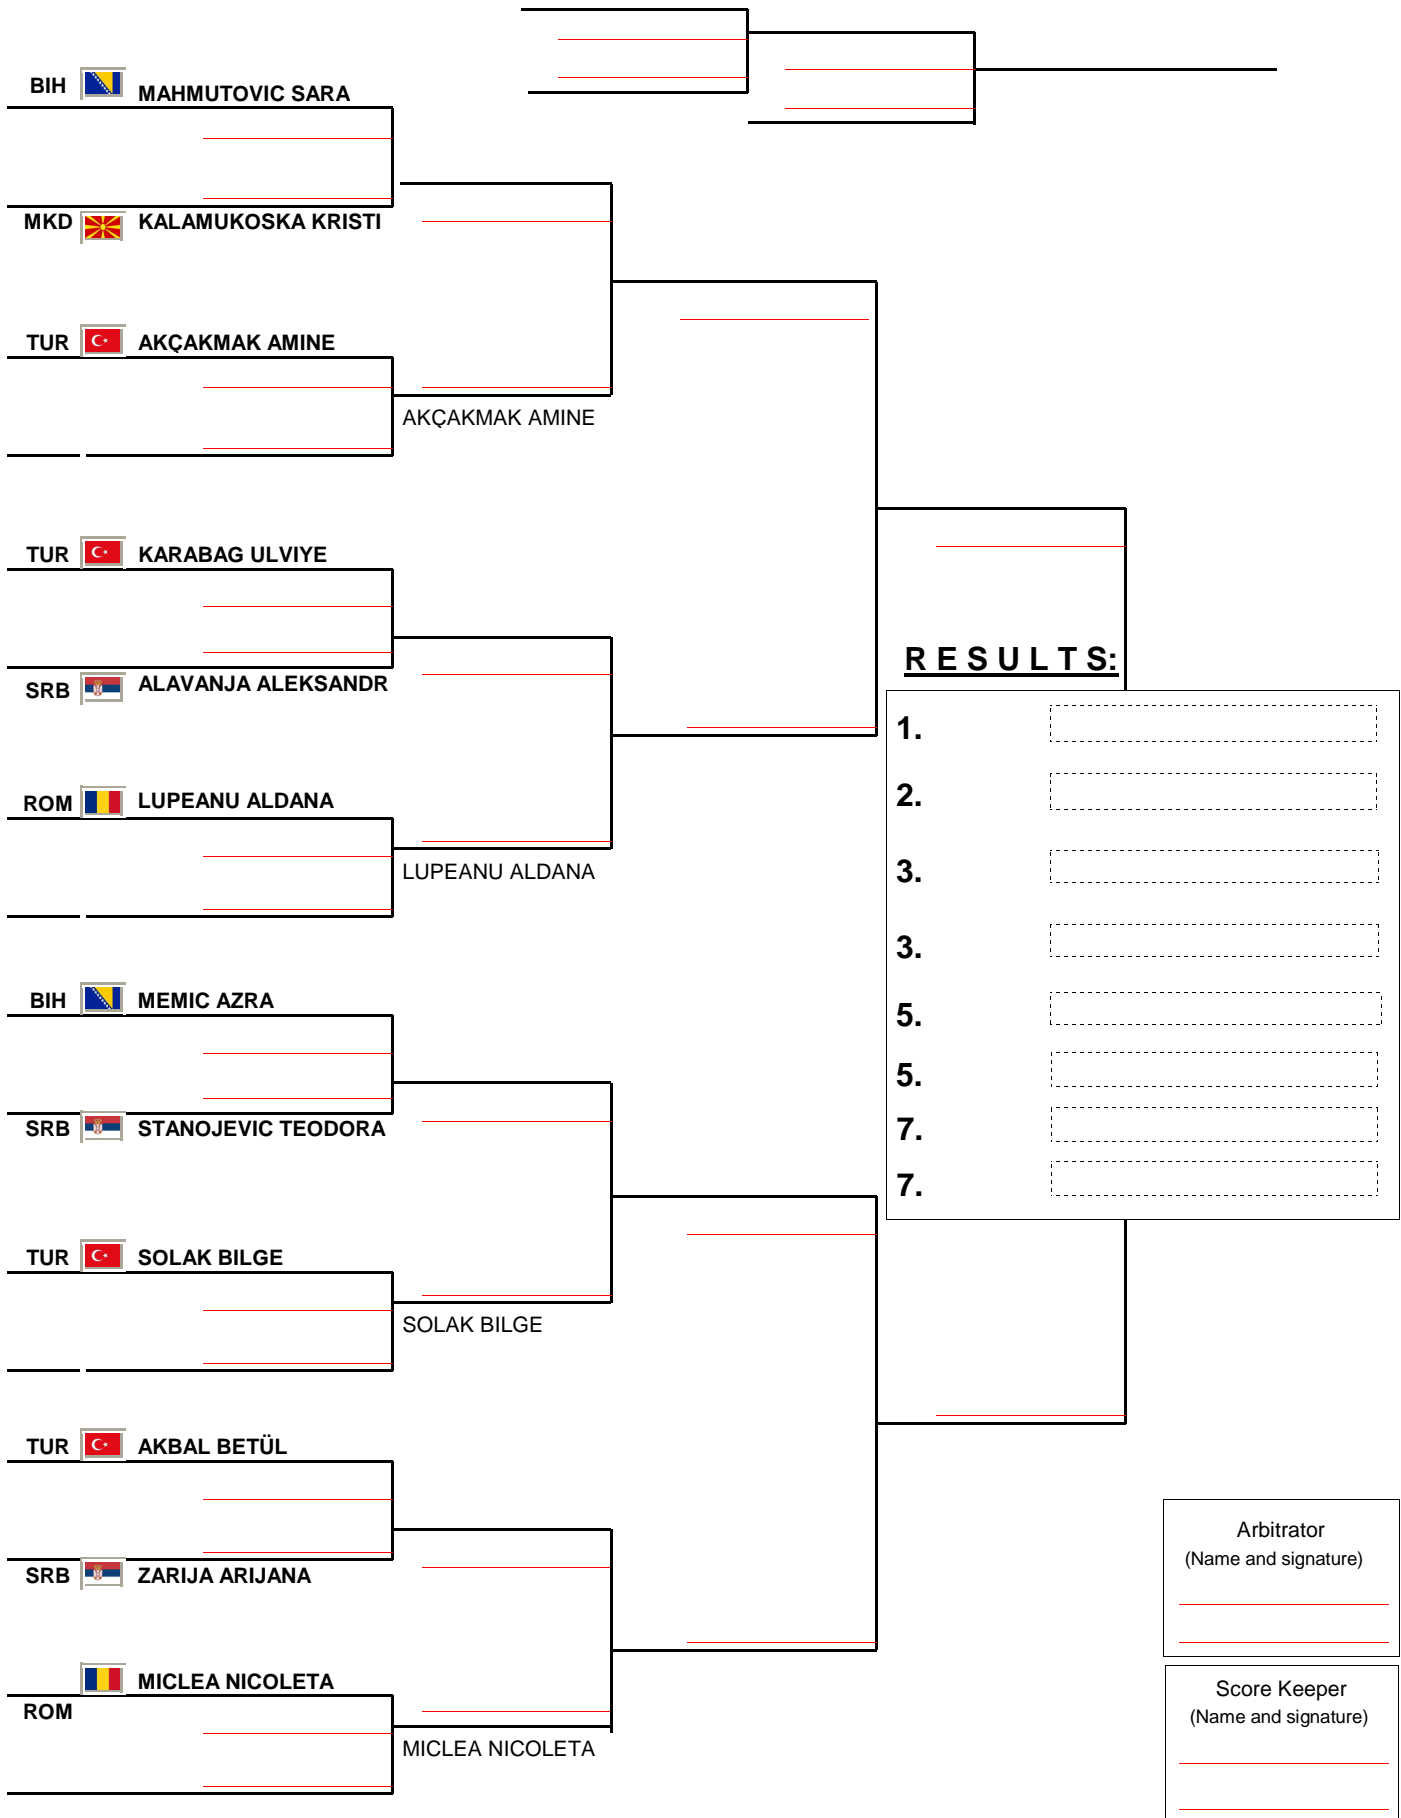 BIH MAHMUTOVIC SARA
MKD KALAMUKOSKA KRISTI
TUR AKÇAKMAK AMINE
AKÇAKMAK AMINE
TUR KARABAG ULVIYE
SRB ALAVANJA ALEKSANDR
ROM LUPEANU ALDANA
LUPEANU ALDANA
BIH MEMIC AZRA
SRB STANOJEVIC TEODORA
TUR SOLAK BILGE
SOLAK BILGE
TUR AKBAL BETÜL
SRB ZARIJA ARIJANA
MICLEA NICOLETA
ROM
MICLEA NICOLETA
R E S U L T S:
1.
2.
3.
3.
5.
5.
7.
7.
Arbitrator
(Name and signature)
Score Keeper
(Name and signature)